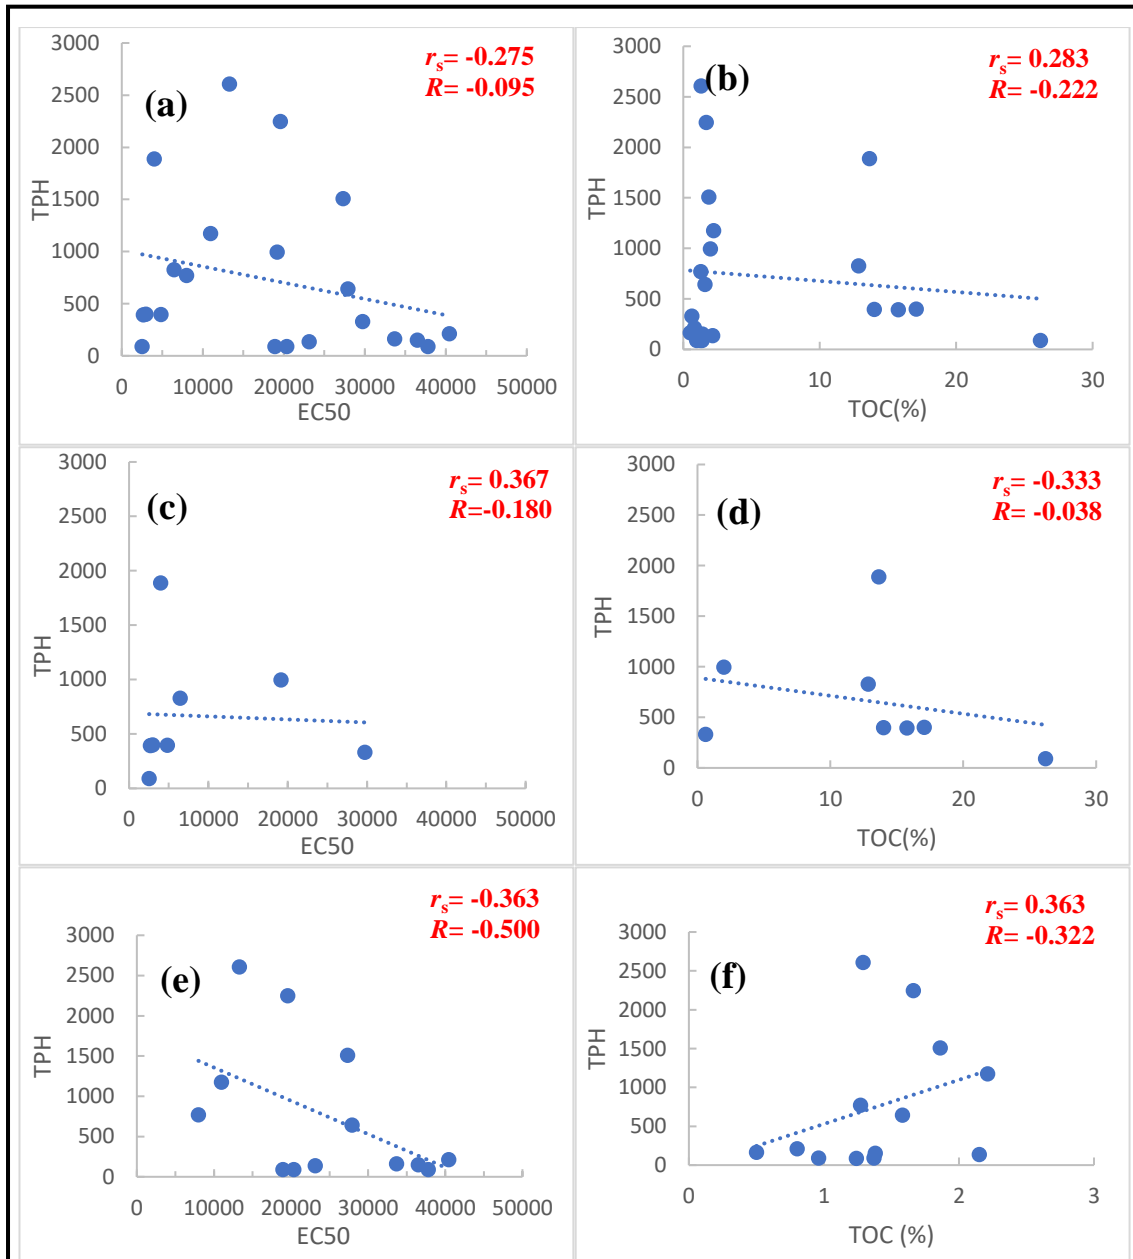 rs= -0.275
R= -0.095
(a)
3000
2500
2000
1500
1000
500
0
TPH
0 10000 20000 30000 40000 50000
EC50
rs= 0.283
R= -0.222
(b)
3000
2500
2000
1500
1000
500
0
TPH
0 10 20 30
TOC(%)
rs= 0.367
R=-0.180
(c)
3000
2500
2000
1500
1000
500
0
TPH
0 10000 20000 30000 40000 50000
EC50
rs= -0.333
R= -0.038
(d)
3000
2500
2000
1500
1000
500
0
TPH
0 10 20 30
TOC(%)
rs= -0.363
R= -0.500
(e)
3000
2500
2000
1500
1000
500
0
TPH
0 10000 20000 30000 40000 50000
EC50
rs= 0.363
R= -0.322
(f)
3000
2500
2000
1500
1000
500
0
TPH
0 1 2 3
TOC (%)